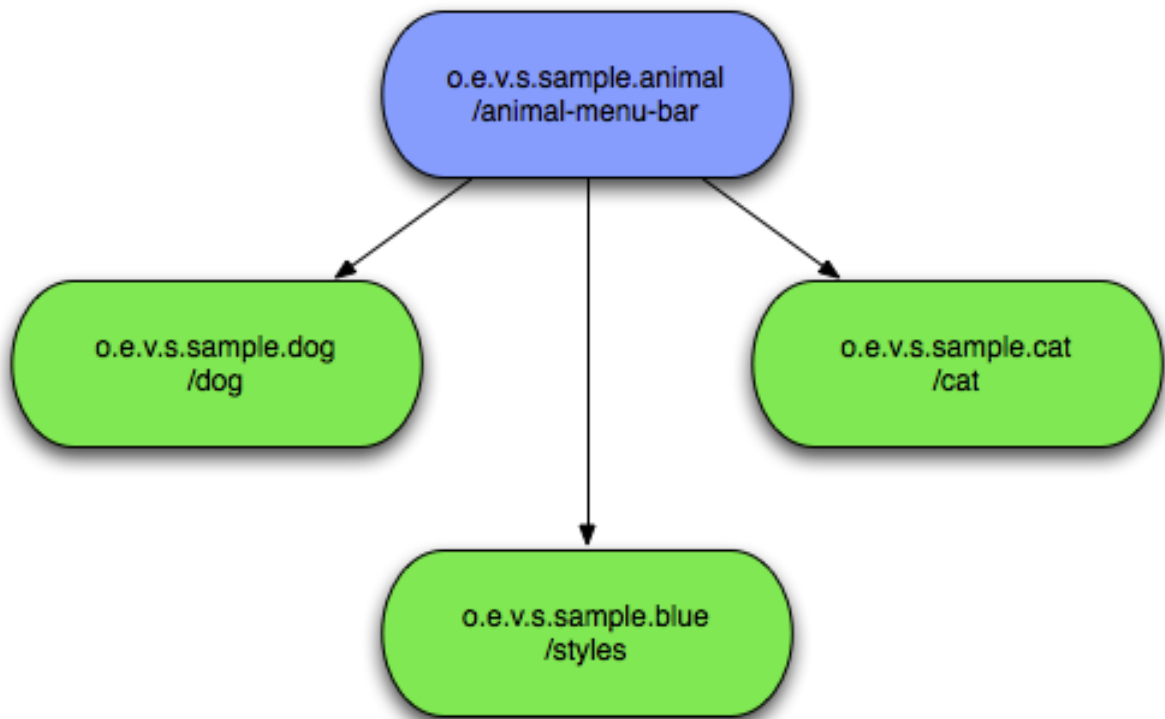 o.e.v.s.sample.animal
/animal-menu-bar
o.e.v.s.sample.dog
/dog
o.e.v.s.sample.cat
/cat
o.e.v.s.sample.blue
/styles